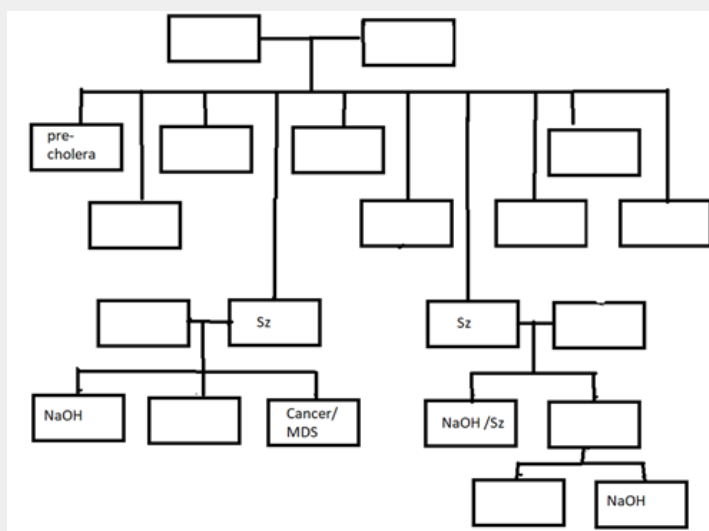 pre-
cholera
Sz
Sz
NaOH
Cancer/
MDS
NaOH /Sz
NaOH